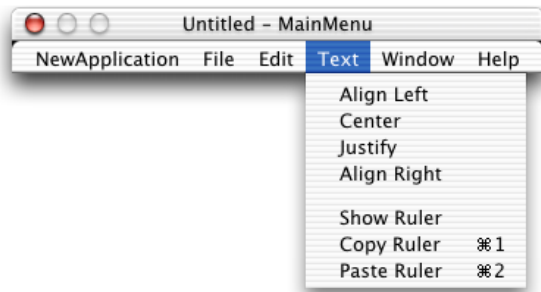 Untitled – MainMenu
NewApplication File Edit Text Window Help
Align Left
Center
Justify
Align Right
Show Ruler
Copy Ruler ⌘1
Paste Ruler ⌘2